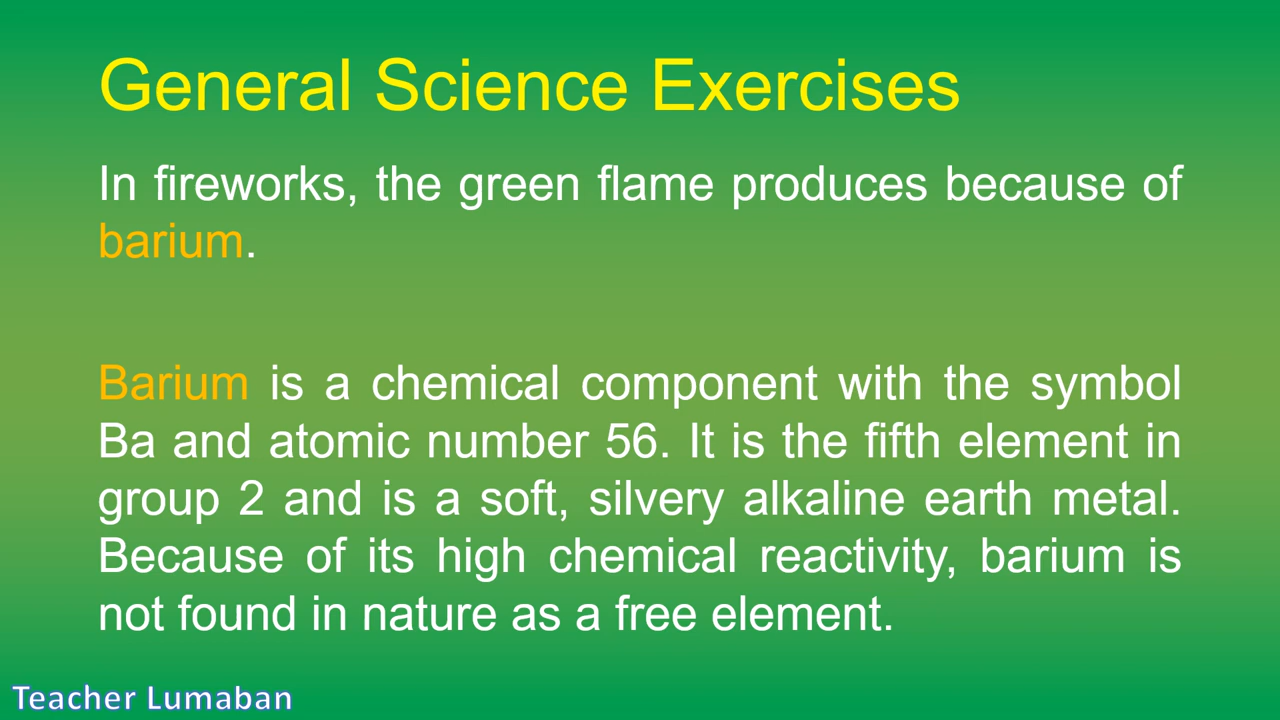 General Science Exercises
In fireworks, the green flame produces because of
barium.
Barium is a chemical component with the symbol
Ba and atomic number 56. It is the fifth element in
group 2 and is a soft, silvery alkaline earth metal.
Because of its high chemical reactivity, barium is
not found in nature as a free element.
Teacher Lumaban